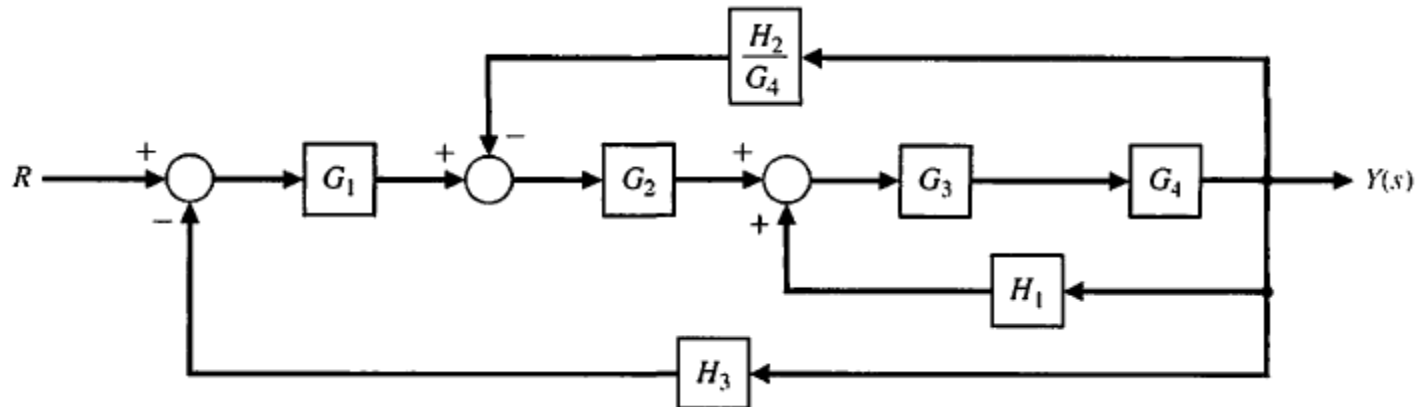 H₂
G₄
+
−
+
+
R
G₁
G₂
G₃
G₄
Y(s)
−
+
H₁
H₃